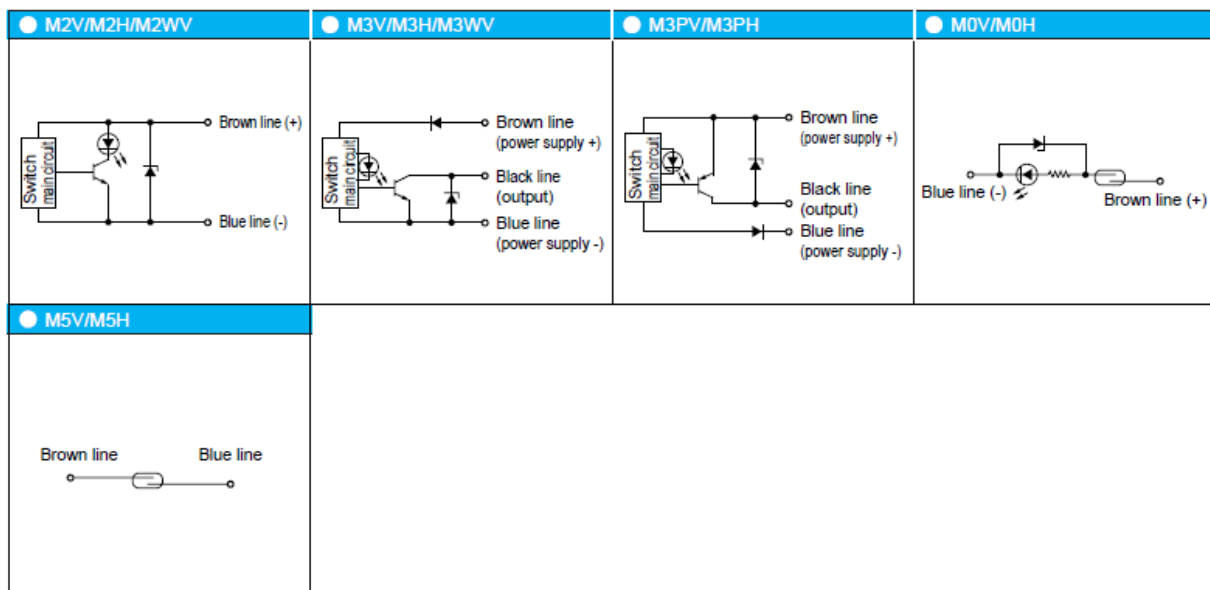 M2V/M2H/M2WV
M3V/M3H/M3WV
M3PV/M3PH
M0V/M0H
Switch
main circuit
Brown line (+)
Blue line (-)
Switch
main circuit
Brown line
(power supply +)
Black line
(output)
Blue line
(power supply -)
Switch
main circuit
Brown line
(power supply +)
Black line
(output)
Blue line
(power supply -)
Blue line (-)
Brown line (+)
M5V/M5H
Brown line
Blue line